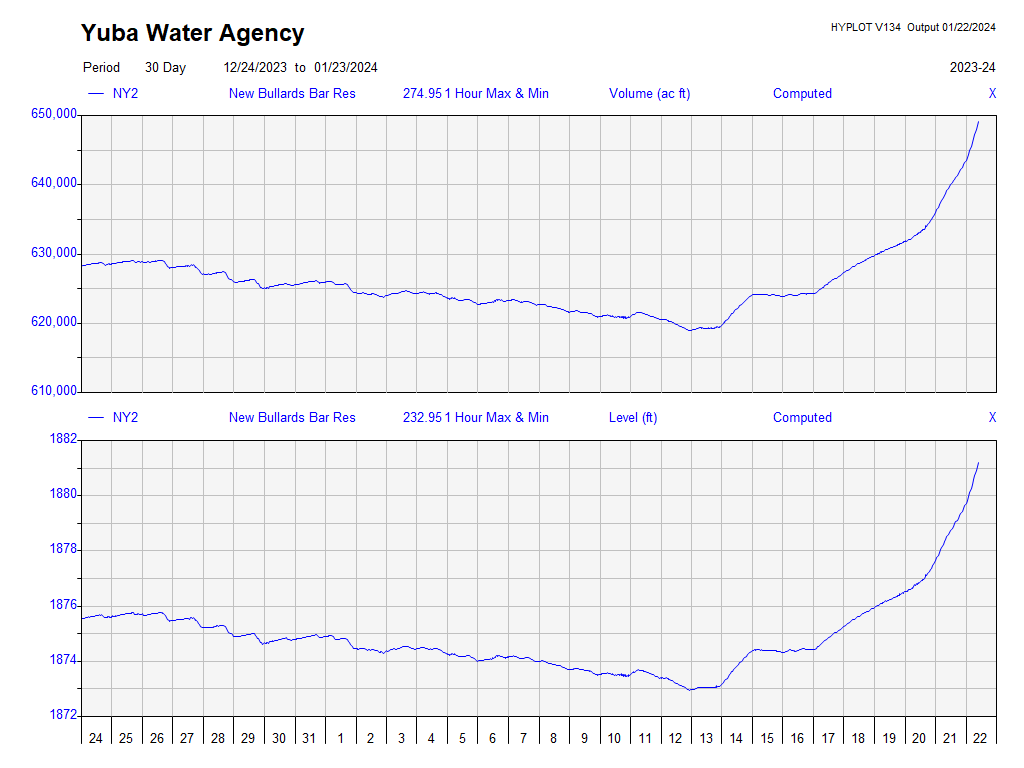 Yuba Water Agency
HYPLOT V134 Output 01/22/2024
Period 30 Day 12/24/2023 to 01/23/2024 2023-24
NY2 New Bullards Bar Res 274.95 1 Hour Max & Min Volume (ac ft) Computed X
650,000
640,000
630,000
620,000
610,000
NY2 New Bullards Bar Res 232.95 1 Hour Max & Min Level (ft) Computed X
1882
1880
1878
1876
1874
1872
24 25 26 27 28 29 30 31 1 2 3 4 5 6 7 8 9 10 11 12 13 14 15 16 17 18 19 20 21 22